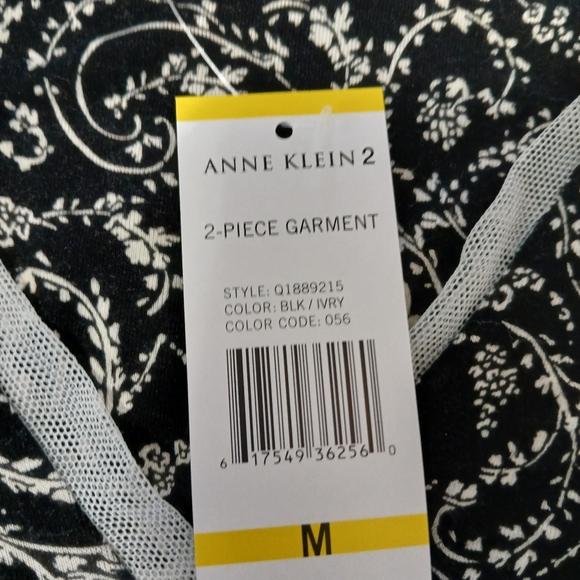 ANNE KLEIN 2
2-PIECE GARMENT
STYLE: Q1889215
COLOR: BLK / IVRY
COLOR CODE: 056
6 17549 36256 0
M